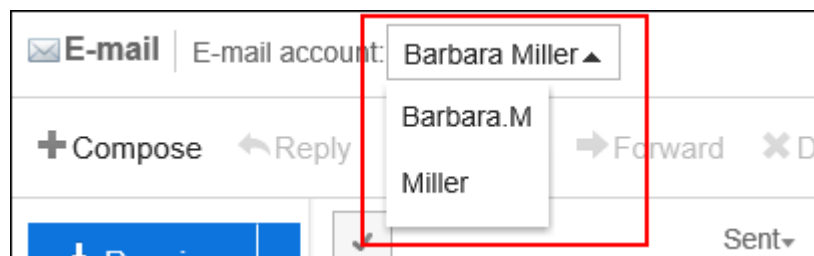 E-mail E-mail account: Barbara Miller
Barbara.M
Compose Reply Forward
Miller
Sent